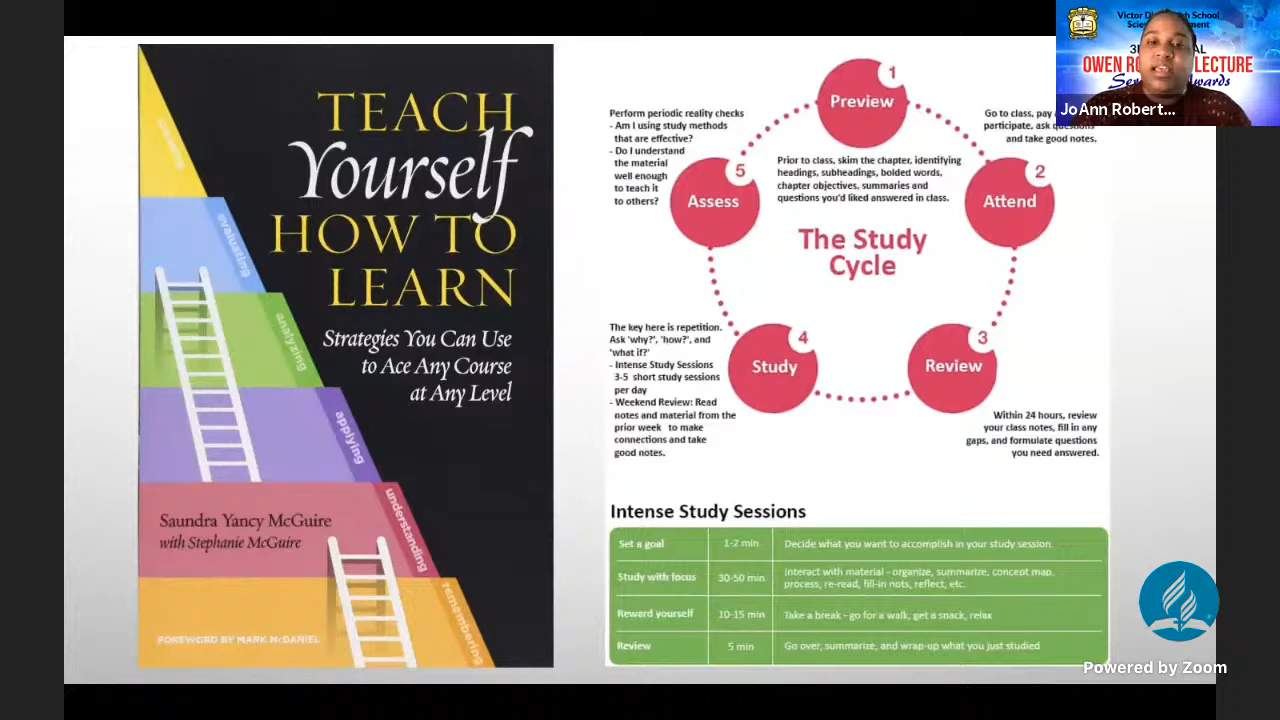 TEACH
Yourself
HOW TO
LEARN
Strategies You Can Use
to Ace Any Course
at Any Level
evaluating
analyzing
applying
understanding
remembering
Saundra Yancy McGuire
with Stephanie McGuire
FOREWORD BY MARK McDANIEL
1
Preview
Prior to class, skim the chapter, identifying
headings, subheadings, bolded words,
chapter objectives, summaries and
questions you'd liked answered in class.
2
Attend
Go to class, pay
participate, ask questions
and take good notes.
3
Review
Within 24 hours, review
your class notes, fill in any
gaps, and formulate questions
you need answered.
4
Study
The key here is repetition.
Ask 'why?', 'how?', and
'what if?'
- Intense Study Sessions
3-5 short study sessions
per day
- Weekend Review: Read
notes and material from the
prior week to make
connections and take
good notes.
5
Assess
Perform periodic reality checks
- Am I using study methods
that are effective?
- Do I understand
the material
well enough
to teach it
to others?
The Study
Cycle
Intense Study Sessions
Set a goal 1-2 min Decide what you want to accomplish in your study session
Study with focus 30-50 min Interact with material - organize, summarize, concept map,
process, re-read, fill-in nots, reflect, etc.
Reward yourself 10-15 min Take a break - go for a walk, get a snack, relax
Review 5 min Go over, summarize, and wrap-up what you just studied
Victor School
OWEN LECTURE
JoAnn Robert...
Powered by Zoom